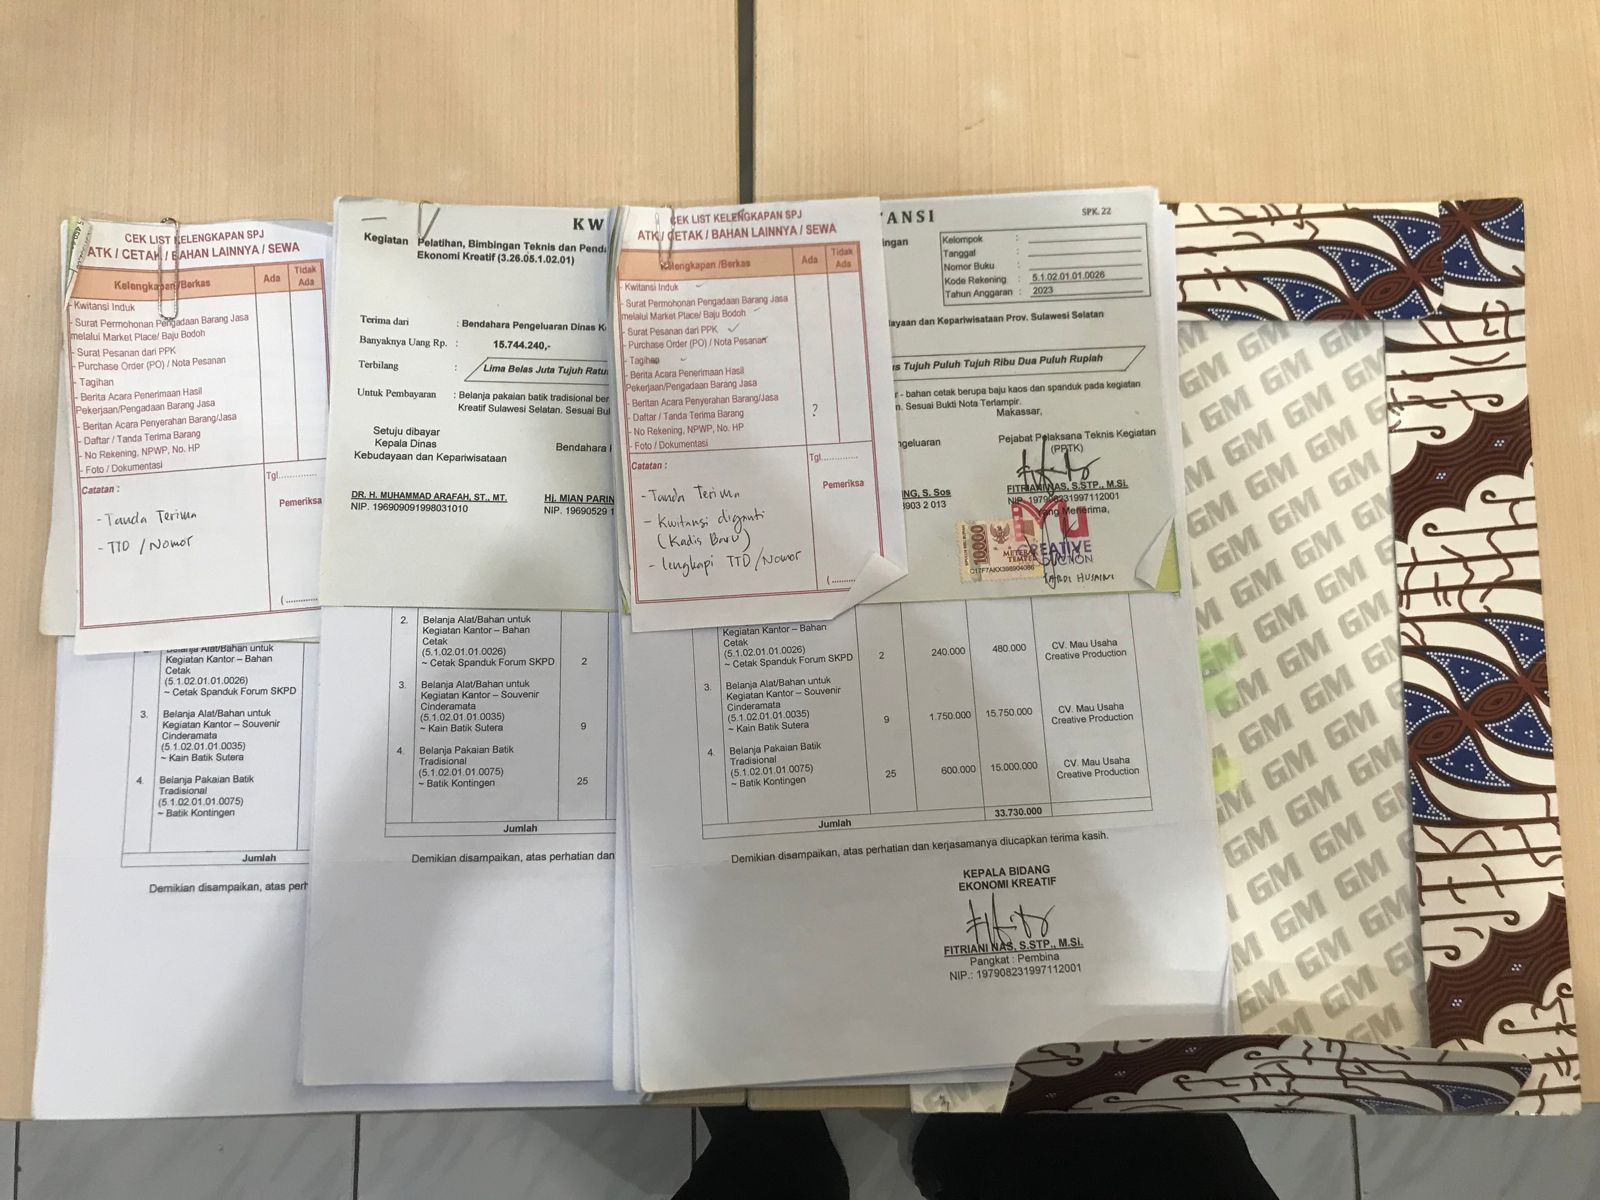 CEK LIST KELENGKAPAN SPJ
ATK / CETAK / BAHAN LAINNYA / SEWA
Kelengkapan /Berkas Ada Tidak Ada
- Kwitansi Induk
- Surat Permohonan Pengadaan Barang Jasa
melalui Market Place/ Baju Bodoh
- Surat Pesanan dari PPK
- Purchase Order (PO) / Nota Pesanan
- Tagihan
- Berita Acara Penerimaan Hasil
Pekerjaan/Pengadaan Barang Jasa
- Beritan Acara Penyerahan Barang/Jasa
- Daftar / Tanda Terima Barang
- No Rekening, NPWP, No. HP
- Foto / Dokumentasi
Catatan :
Tgl..............
Pemeriksa
- Tanda Terima
- TTD / Nomor
(............
Belanja Alat/Bahan untuk
Kegiatan Kantor – Bahan
Cetak
(5.1.02.01.01.0026)
~ Cetak Spanduk Forum SKPD
3. Belanja Alat/Bahan untuk
Kegiatan Kantor – Souvenir
Cinderamata
(5.1.02.01.01.0035)
~ Kain Batik Sutera
4. Belanja Pakaian Batik
Tradisional
(5.1.02.01.01.0075)
~ Batik Kontingen
Jumlah
Demikian disampaikan, atas perh
KW
Kegiatan Pelatihan, Bimbingan Teknis dan Penda
Ekonomi Kreatif (3.26.05.1.02.01)
Terima dari : Bendahara Pengeluaran Dinas K
Banyaknya Uang Rp. : 15.744.240,-
Terbilang : Lima Belas Juta Tujuh Ratu
Untuk Pembayaran : Belanja pakaian batik tradisional ber
Kreatif Sulawesi Selatan. Sesuai Bul
Setuju dibayar
Kepala Dinas
Kebudayaan dan Kepariwisataan
Bendahara
DR. H. MUHAMMAD ARAFAH, ST., MT.
NIP. 196909091998031010
Hj. MIAN PARIN
NIP. 19690529 1
2. Belanja Alat/Bahan untuk
Kegiatan Kantor – Bahan
Cetak
(5.1.02.01.01.0026)
~ Cetak Spanduk Forum SKPD 2
3. Belanja Alat/Bahan untuk
Kegiatan Kantor – Souvenir
Cinderamata
(5.1.02.01.01.0035)
~ Kain Batik Sutera 9
4. Belanja Pakaian Batik
Tradisional
(5.1.02.01.01.0075)
~ Batik Kontingen 25
Jumlah
Demikian disampaikan, atas perhatian dan
CEK LIST KELENGKAPAN SPJ
ATK / CETAK / BAHAN LAINNYA / SEWA
Kelengkapan /Berkas Ada Tidak Ada
- Kwitansi Induk
- Surat Permohonan Pengadaan Barang Jasa
melalui Market Place/ Baju Bodoh
- Surat Pesanan dari PPK ✓
- Purchase Order (PO) / Nota Pesanan
- Tagihan
- Berita Acara Penerimaan Hasil
Pekerjaan/Pengadaan Barang Jasa
- Beritan Acara Penyerahan Barang/Jasa
- Daftar / Tanda Terima Barang ?
- No Rekening, NPWP, No. HP
- Foto / Dokumentasi
Catatan :
Tgl..............
Pemeriksa
- Tanda Terima
- Kwitansi diganti
(Kadis Baru)
- Lengkapi TTD / Nomor
(..........
ANSI
SPK. 22
ingan
Kelompok :
Tanggal :
Nomor Buku :
Kode Rekening : 5.1.02.01.01.0026
Tahun Anggaran : 2023
ayaan dan Kepariwisataan Prov. Sulawesi Selatan
s Tujuh Puluh Tujuh Ribu Dua Puluh Rupiah
r - bahan cetak berupa baju kaos dan spanduk pada kegiatan
n. Sesuai Bukti Nota Terlampir.
Makassar,
ngeluaran
Pejabat Pelaksana Teknis Kegiatan
(PPTK)
NG, S. Sos
8903 2 013
FITRIANI NAS, S.STP., M.Si.
NIP. 197908231997112001
Yang Menerima,
10000
METERAI
TEMPEL
CREATIVE
Kegiatan Kantor – Bahan
Cetak
(5.1.02.01.01.0026)
~ Cetak Spanduk Forum SKPD 2 240.000 480.000 CV. Mau Usaha
Creative Production
3. Belanja Alat/Bahan untuk
Kegiatan Kantor – Souvenir
Cinderamata
(5.1.02.01.01.0035)
~ Kain Batik Sutera 9 1.750.000 15.750.000 CV. Mau Usaha
Creative Production
4. Belanja Pakaian Batik
Tradisional
(5.1.02.01.01.0075)
~ Batik Kontingen 25 600.000 15.000.000 CV. Mau Usaha
Creative Production
Jumlah 33.730.000
Demikian disampaikan, atas perhatian dan kerjasamanya diucapkan terima kasih.
KEPALA BIDANG
EKONOMI KREATIF
FITRIANI NAS, S.STP., M.Si.
Pangkat : Pembina
NIP.: 197908231997112001
GM GM GM GM